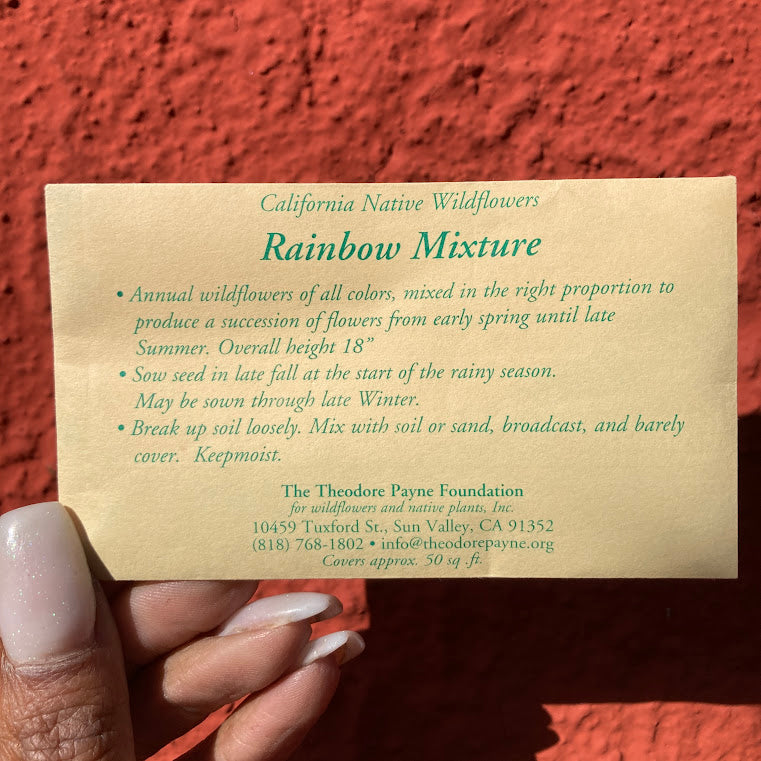 California Native Wildflowers
Rainbow Mixture
• Annual wildflowers of all colors, mixed in the right proportion to
produce a succession of flowers from early spring until late
Summer. Overall height 18”
• Sow seed in late fall at the start of the rainy season.
May be sown through late Winter.
• Break up soil loosely. Mix with soil or sand, broadcast, and barely
cover. Keepmoist.
The Theodore Payne Foundation
for wildflowers and native plants, Inc.
10459 Tuxford St., Sun Valley, CA 91352
(818) 768-1802 • info@theodorepayne.org
Covers approx. 50 sq .ft.